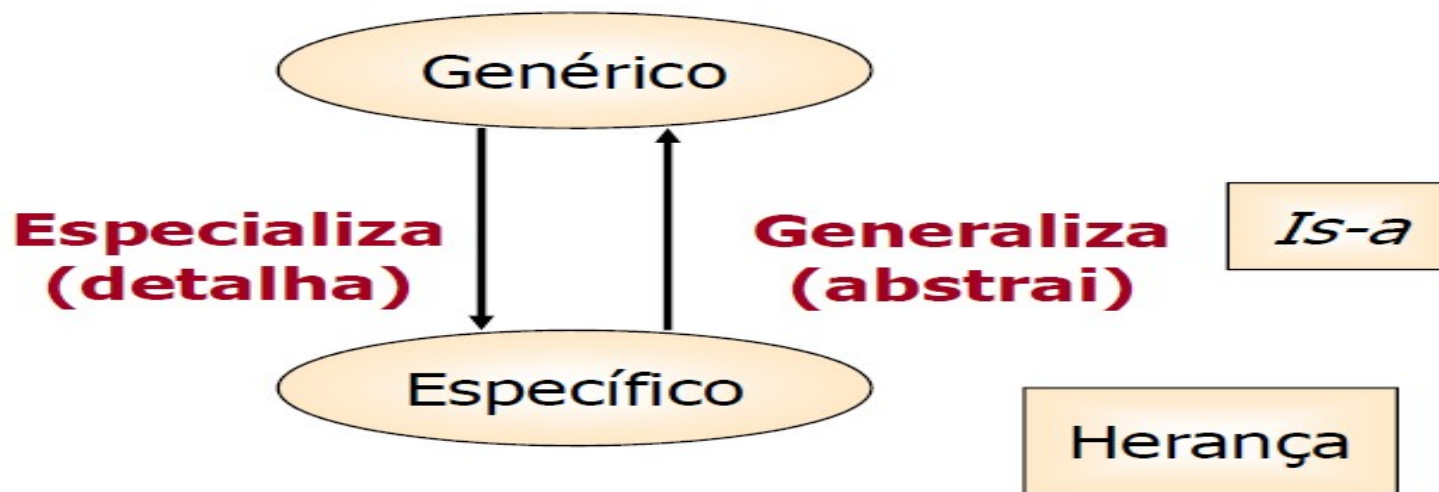 Genérico
Especializa
(detalha)
Generaliza
(abstrai)
Is-a
Específico
Herança